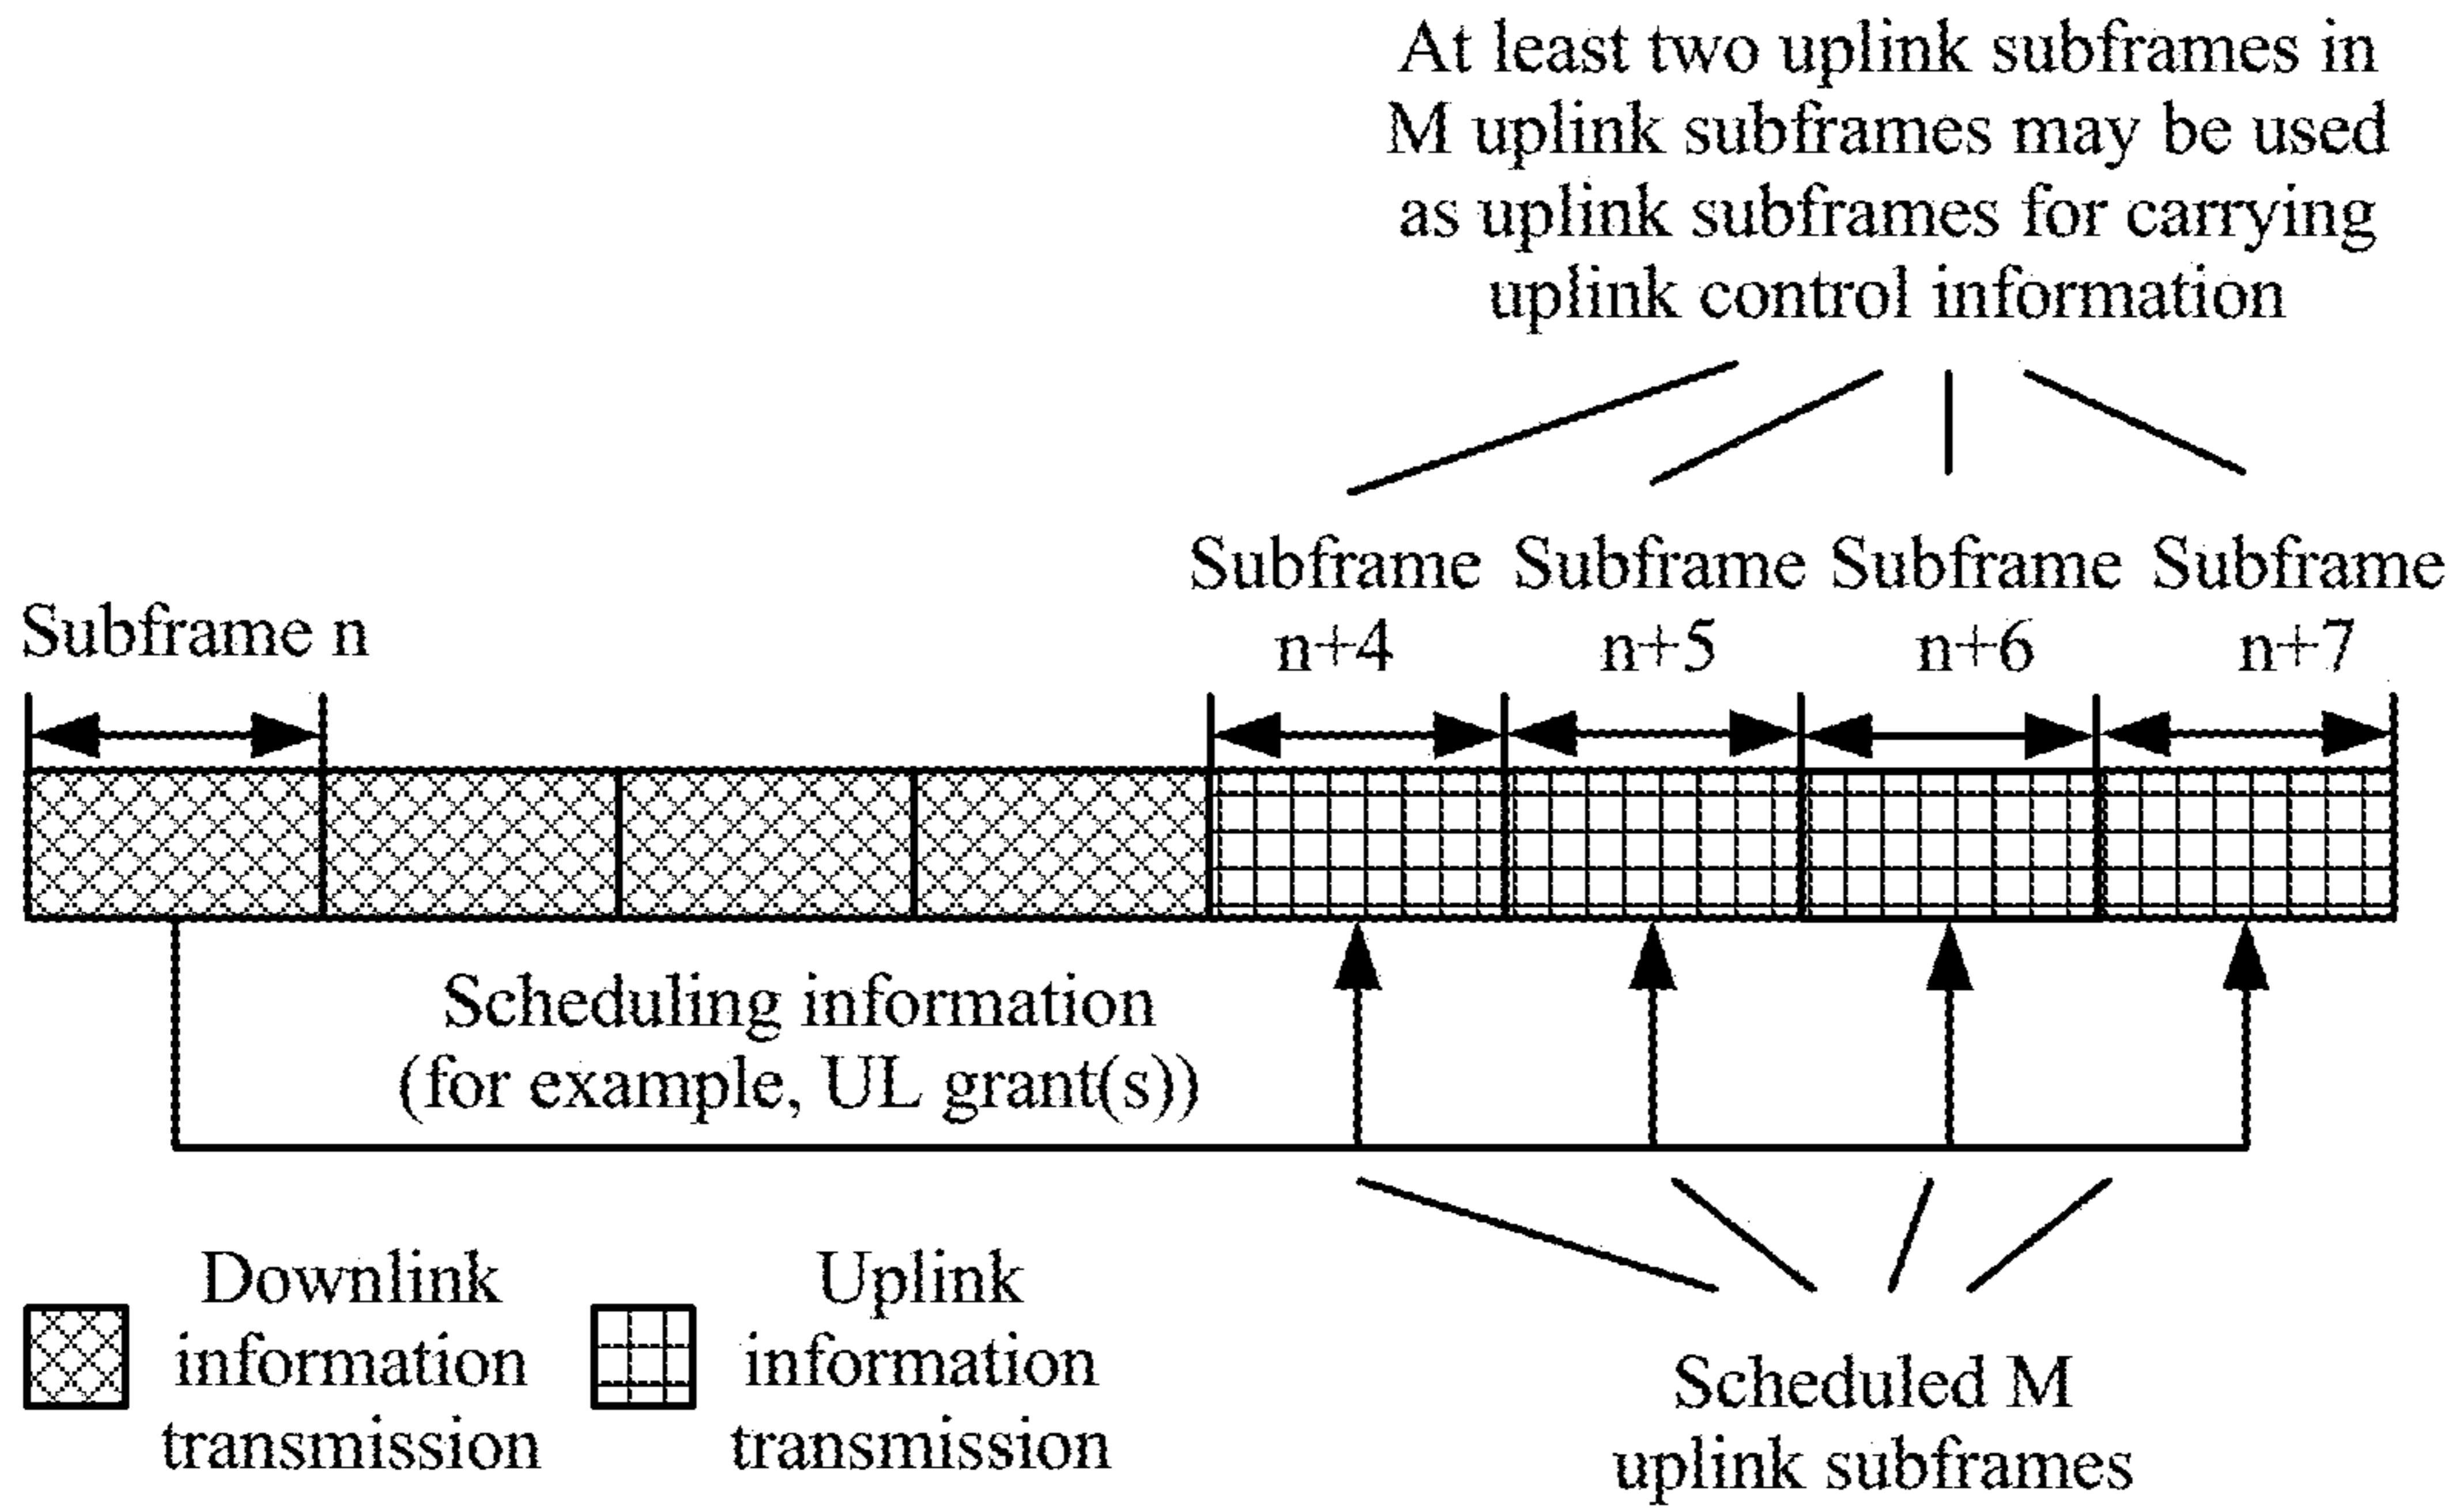 At least two uplink subframes in
M uplink subframes may be used
as uplink subframes for carrying
uplink control information
Subframe n
Subframe
n+4
Subframe
n+5
Subframe
n+6
Subframe
n+7
Scheduling information
(for example, UL grant(s))
Downlink
information
transmission
Uplink
information
transmission
Scheduled M
uplink subframes